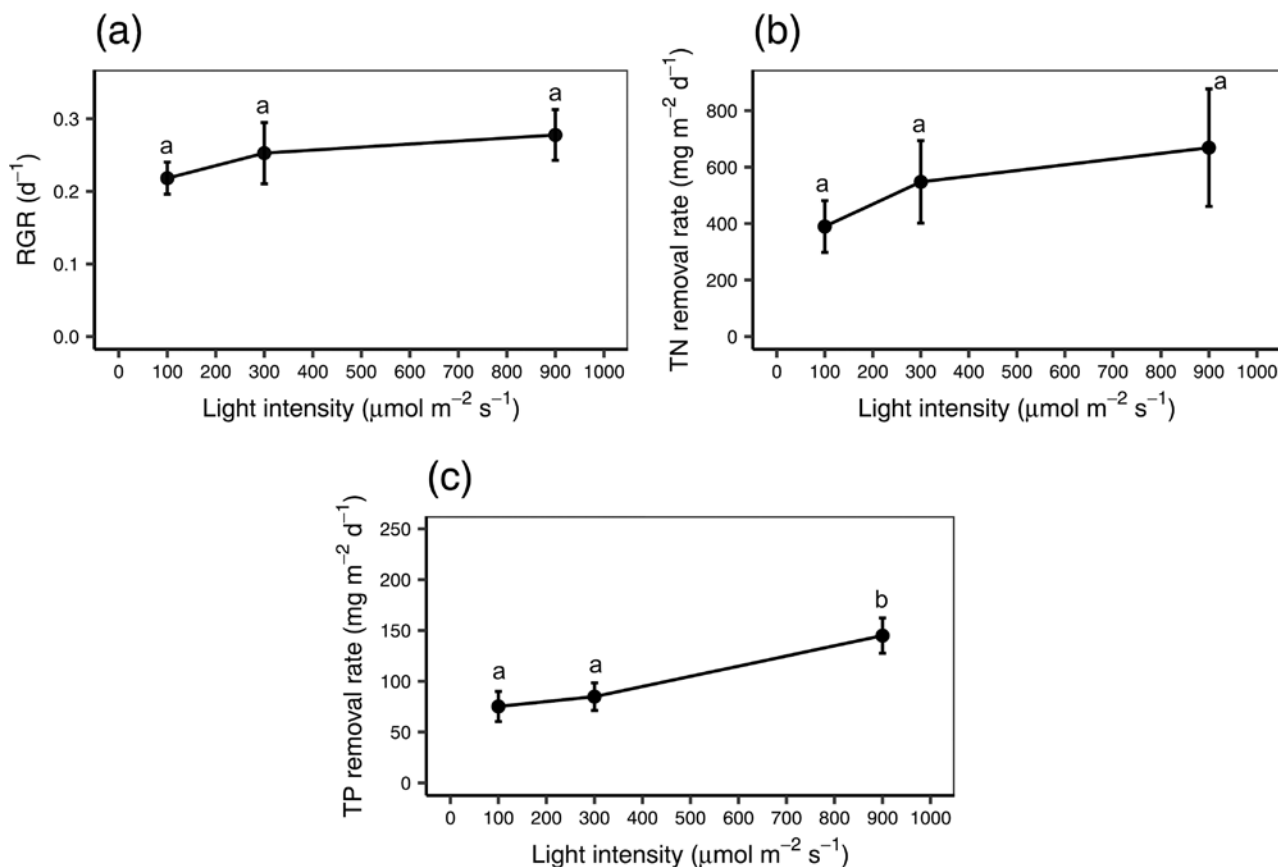 (a)
RGR (d⁻¹)
0.3
0.2
0.1
0.0
a
a
a
0 100 200 300 400 500 600 700 800 900 1000
Light intensity (μmol m⁻² s⁻¹)
(b)
TN removal rate (mg m⁻² d⁻¹)
800
600
400
200
0
a
a
a
0 100 200 300 400 500 600 700 800 900 1000
Light intensity (μmol m⁻² s⁻¹)
(c)
TP removal rate (mg m⁻² d⁻¹)
250
200
150
100
50
0
a
a
b
0 100 200 300 400 500 600 700 800 900 1000
Light intensity (μmol m⁻² s⁻¹)